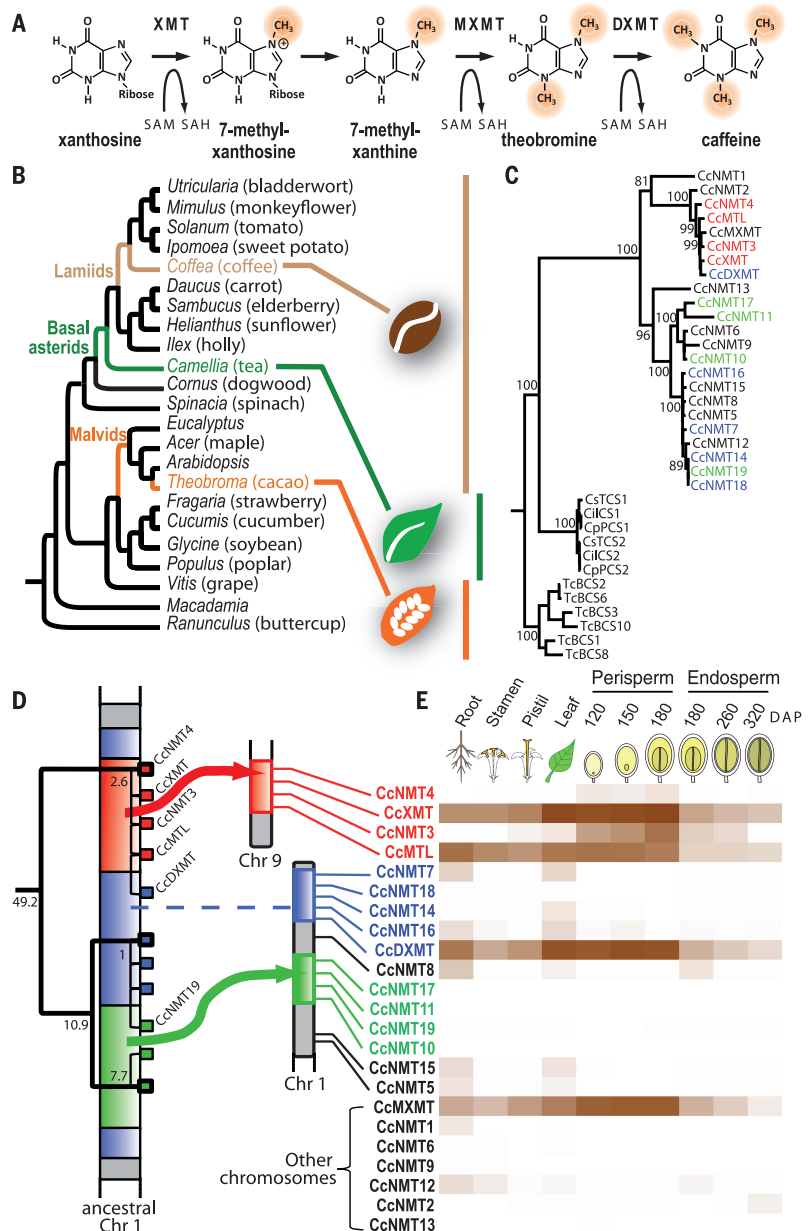 A
XMT
MXMT
DXMT
O
CH3
H
N
N
O
N
H
N
Ribose
SAM SAH
xanthosine
7-methyl-
xanthosine
7-methyl-
xanthine
SAM SAH
theobromine
SAM SAH
caffeine
B
Utricularia (bladderwort)
Mimulus (monkeyflower)
Solanum (tomato)
Ipomoea (sweet potato)
Lamiids
Coffea (coffee)
Daucus (carrot)
Sambucus (elderberry)
Basal
asterids
Helianthus (sunflower)
Ilex (holly)
Camellia (tea)
Cornus (dogwood)
Spinacia (spinach)
Malvids
Eucalyptus
Acer (maple)
Arabidopsis
Theobroma (cacao)
Fragaria (strawberry)
Cucumis (cucumber)
Glycine (soybean)
Populus (poplar)
Vitis (grape)
Macadamia
Ranunculus (buttercup)
C
81
CcNMT1
CcNMT2
100
CcNMT4
CcMTL
99
CcMXMT
99
CcNMT3
CcXMT
CcDXMT
100
CcNMT13
CcNMT17
100
CcNMT11
96
CcNMT6
CcNMT9
100
CcNMT10
CcNMT16
CcNMT15
100
CcNMT8
CcNMT5
CcNMT7
CcNMT12
89
CcNMT14
CcNMT19
CcNMT18
100
CsTCS1
CilCS1
100
CpPCS1
CsTCS2
CilCS2
CpPCS2
TcBCS2
TcBCS6
TcBCS3
TcBCS10
100
TcBCS1
TcBCS8
D
CcNMT4
2.6
CcXMT
CcNMT3
CcMTL
CcDXMT
49.2
1
CcNMT19
10.9
7.7
ancestral
Chr 1
Chr 9
Chr 1
Other
chromosomes
E
Root
Stamen
Pistil
Leaf
Perisperm
120
150
180
Endosperm
180
260
320
DAP
CcNMT4
CcXMT
CcNMT3
CcMTL
CcNMT7
CcNMT18
CcNMT14
CcNMT16
CcDXMT
CcNMT8
CcNMT17
CcNMT11
CcNMT19
CcNMT10
CcNMT15
CcNMT5
CcMXMT
CcNMT1
CcNMT6
CcNMT9
CcNMT12
CcNMT2
CcNMT13